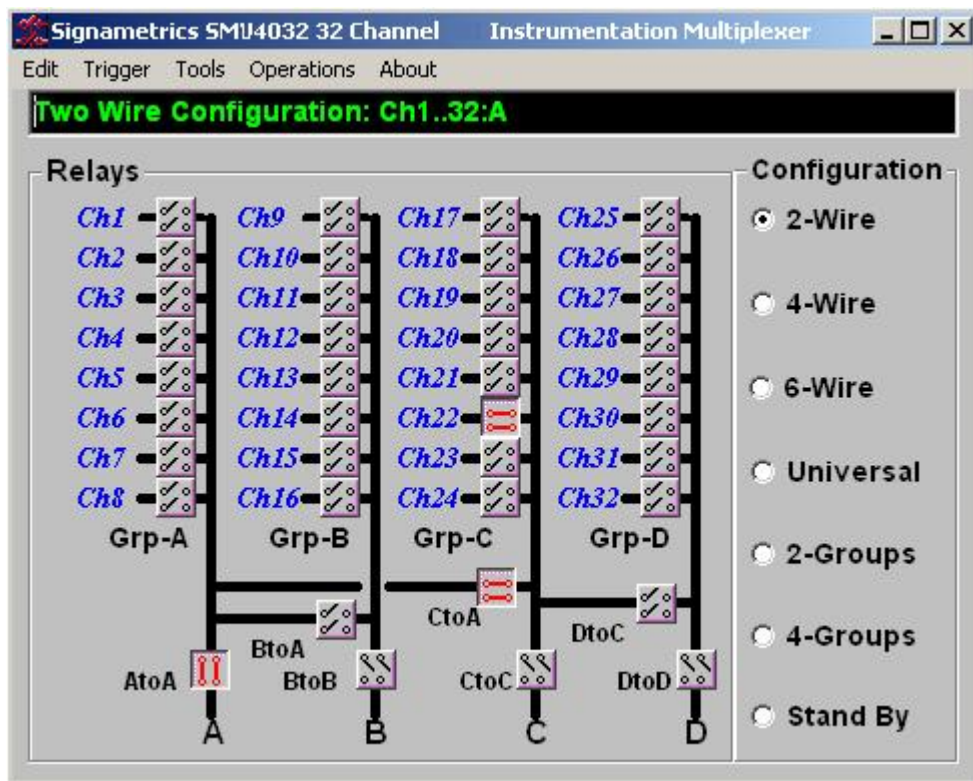 Signametrics SMU4032 32 Channel Instrumentation Multiplexer
Edit Trigger Tools Operations About
Two Wire Configuration: Ch1..32:A
Relays
Configuration
Ch1 Ch9 Ch17 Ch25
Ch2 Ch10 Ch18 Ch26
Ch3 Ch11 Ch19 Ch27
Ch4 Ch12 Ch20 Ch28
Ch5 Ch13 Ch21 Ch29
Ch6 Ch14 Ch22 Ch30
Ch7 Ch15 Ch23 Ch31
Ch8 Ch16 Ch24 Ch32
Grp-A Grp-B Grp-C Grp-D
CtoA
DtoC
BtoA
AtoA BtoB CtoC DtoD
A B C D
2-Wire
4-Wire
6-Wire
Universal
2-Groups
4-Groups
Stand By